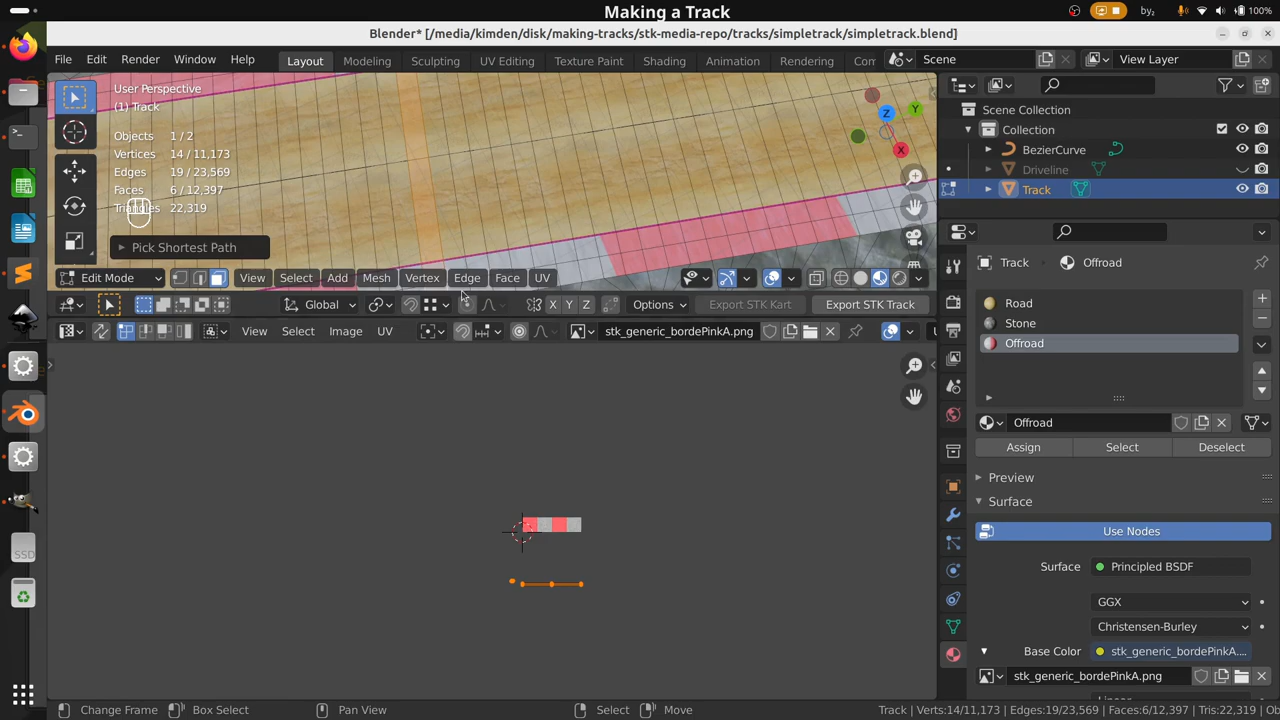 Making a Track
by₂ 100%
Blender* [/media/kimden/disk/making-tracks/stk-media-repo/tracks/simpletrack/simpletrack.blend]
File Edit Render Window Help Layout Modeling Sculpting UV Editing Texture Paint Shading Animation Rendering Scene View Layer
User Perspective
(1) Track
Objects 1 / 2
Vertices 14 / 11,173
Edges 19 / 23,569
Faces 6 / 12,397
Triangles 22,319
Z Y X
Pick Shortest Path
Edit Mode View Select Add Mesh Vertex Edge Face UV
Global X Y Z Options Export STK Kart Export STK Track
View Select Image UV stk_generic_bordePinkA.png
Scene Collection
Collection
BezierCurve
Driveline
Track
Track Offroad
Road
Stone
Offroad
Offroad
Assign Select Deselect
Preview
Surface
Use Nodes
Surface Principled BSDF
GGX
Christensen-Burley
Base Color stk_generic_bordePinkA....
stk_generic_bordePinkA.png
SSD
Change Frame Box Select Pan View Select Move Track | Verts:14/11,173 | Edges:19/23,569 | Faces:6/12,397 | Tris:22,319 | Ob